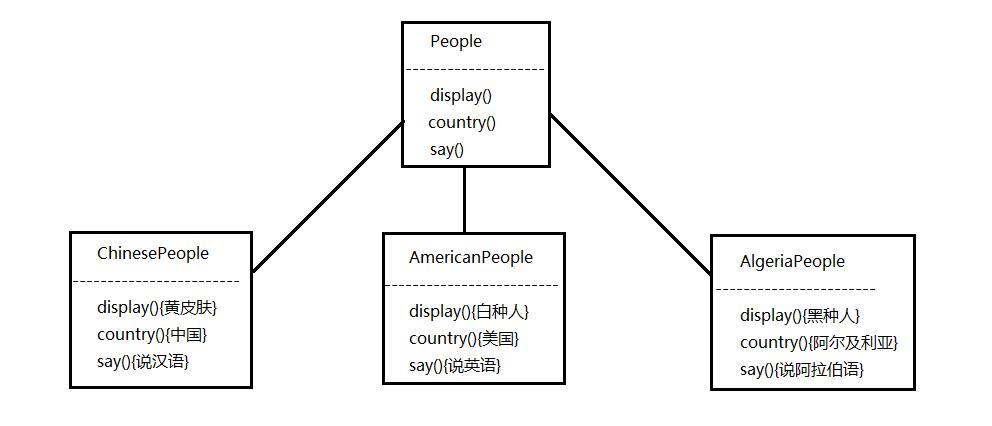 People
display()
country()
say()
ChinesePeople
display(){黄皮肤}
country(){中国}
say(){说汉语}
AmericanPeople
display(){白种人}
country(){美国}
say(){说英语}
AlgeriaPeople
display(){黑种人}
country(){阿尔及利亚}
say(){说阿拉伯语}